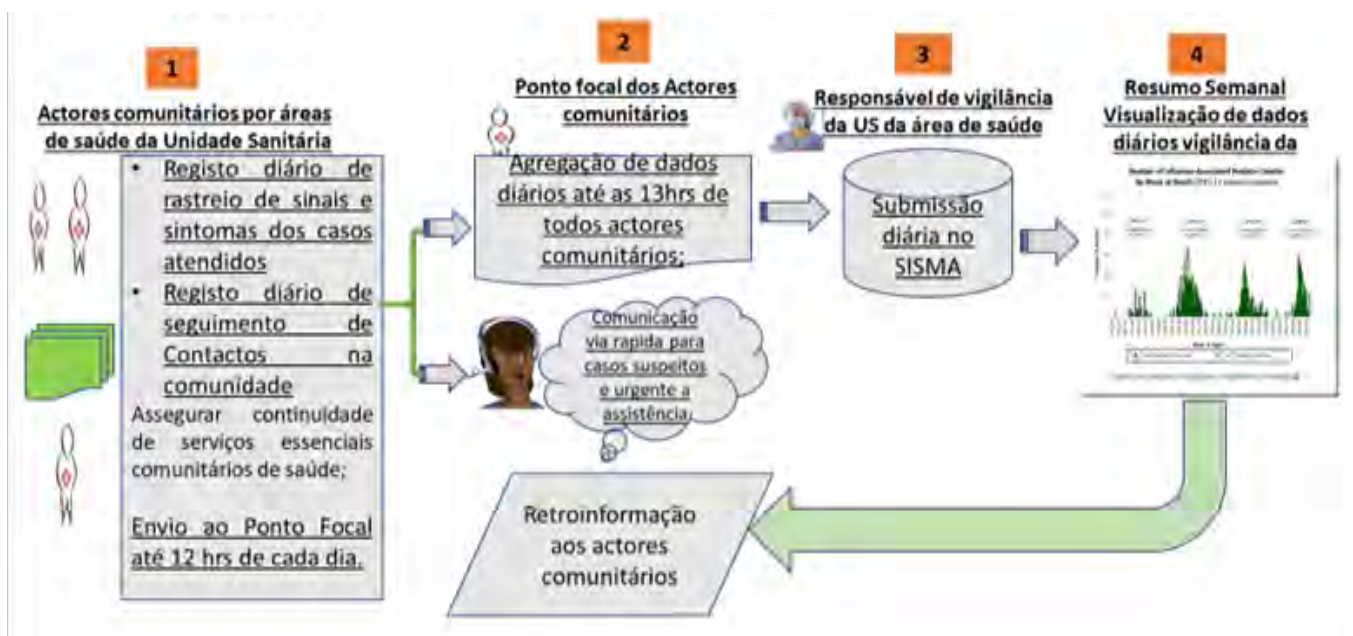 1
Actores comunitários por áreas
de saúde da Unidade Sanitária
• Registo diário de
rastreio de sinais e
sintomas dos casos
atendidos
• Registo diário de
seguimento de
Contactos na
comunidade
Assegurar continuidade
de serviços essenciais
comunitários de saúde;
Envio ao Ponto Focal
até 12 hrs de cada dia.
2
Ponto focal dos Actores
comunitários
Agregação de dados
diários até as 13hrs de
todos actores
comunitários;
Comunicação
via rapida para
casos suspeitos
e urgente a
assistência
3
Responsável de vigilância
da US da área de saúde
Submissão
diária no
SISMA
4
Resumo Semanal
Visualização de dados
diários vigilância da
Retroinformação
aos actores
comunitários